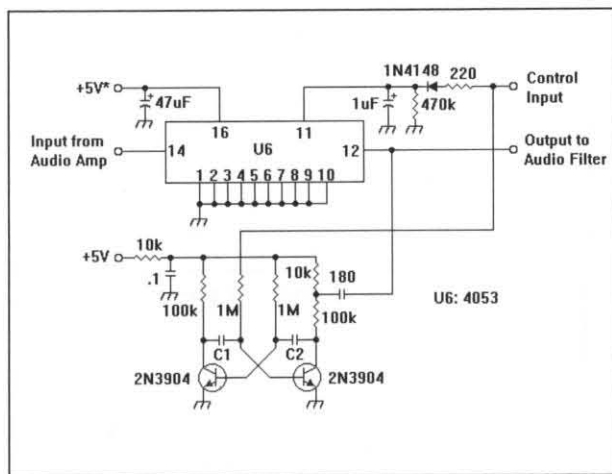 1N4148 220
+5V*
47uF
1uF
470k
Control
Input
16
11
Input from
Audio Amp
14
U6
12
Output to
Audio Filter
1 2 3 4 5 6 7 8 9 10
+5V
10k
.1
10k
180
U6: 4053
100k
1M
1M
100k
C1
C2
2N3904
2N3904